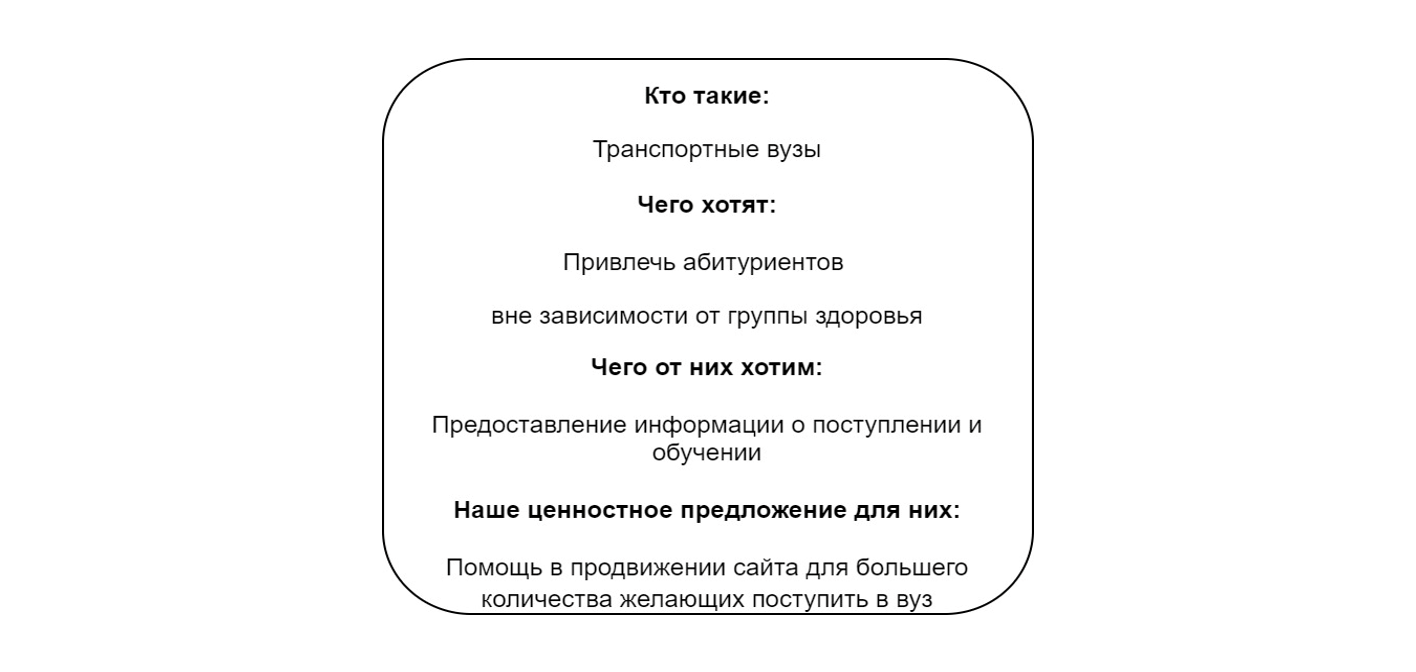 Кто такие:
Транспортные вузы
Чего хотят:
Привлечь абитуриентов
вне зависимости от группы здоровья
Чего от них хотим:
Предоставление информации о поступлении и
обучении
Наше ценностное предложение для них:
Помощь в продвижении сайта для большего
количества желающих поступить в вуз